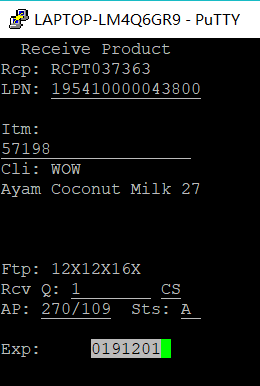 LAPTOP-LM4Q6GR9 - PuTTY
Receive Product
Rcp: RCPT037363
LPN: 195410000043800
Itm:
57198
Cli: WOW
Ayam Coconut Milk 27
Ftp: 12X12X16X
Rcv Q: 1 CS
AP: 270/109 Sts: A
Exp: 0191201